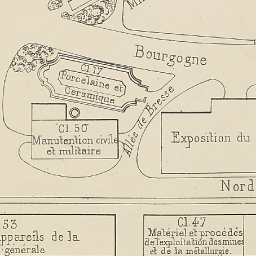 Bourgogne
Cl. 17
Porcelaine et
Céramique
Allée de Bresse
Cl. 50
Manutention civile
et militaire
Exposition du
Nord
53
ppareils de la
générale
Cl. 47
Matériel et procédés
de l'exploitation des mines
et de la métallurgie.